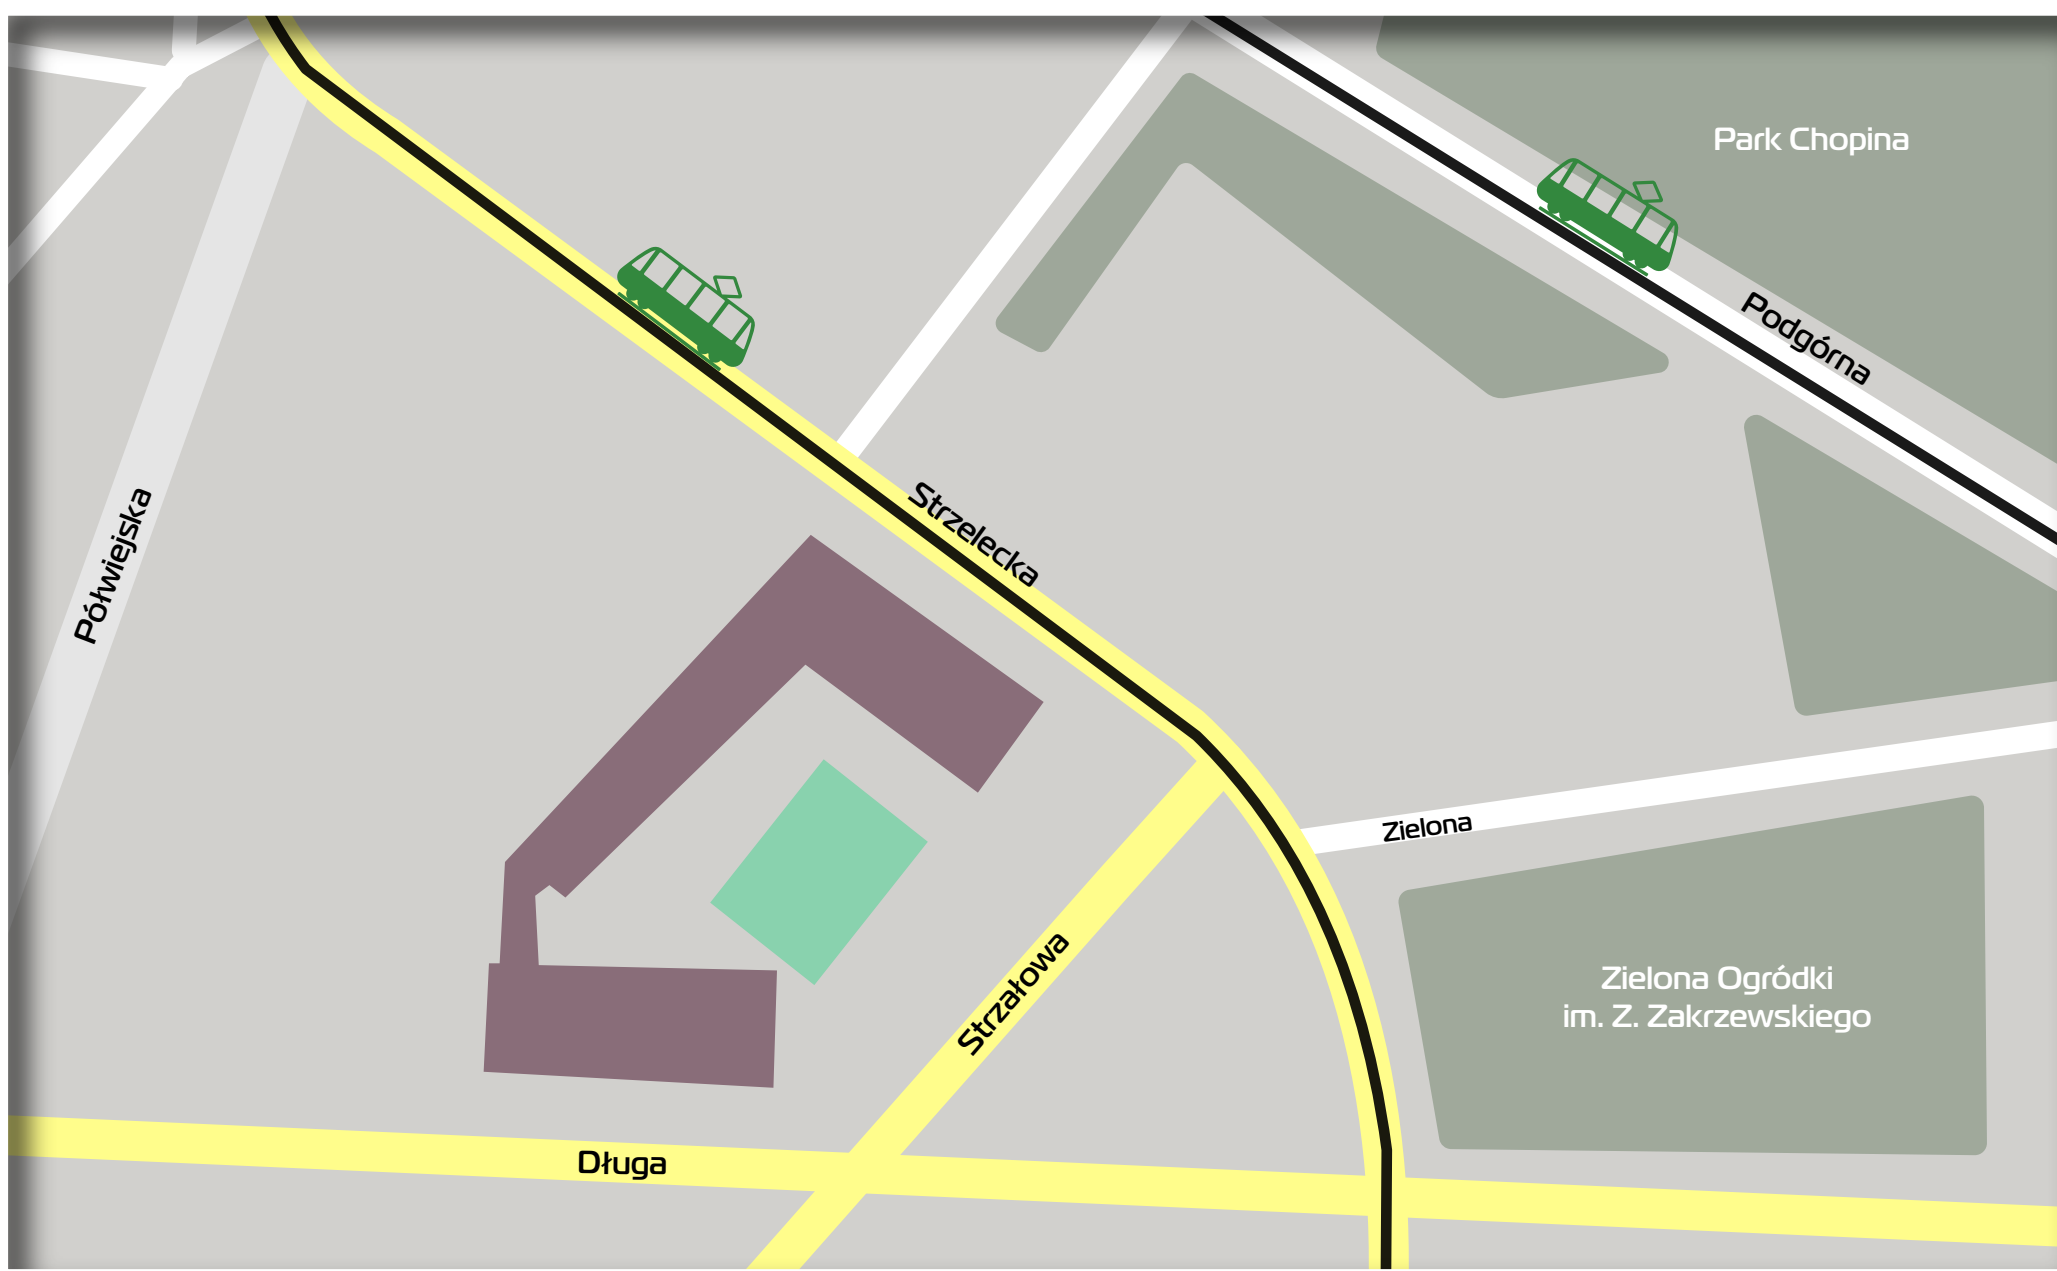 Park Chopina
Podgórna
Strzelecka
Półwiejska
Zielona
Strzałowa
Zielona Ogródki
im. Z. Zakrzewskiego
Długa